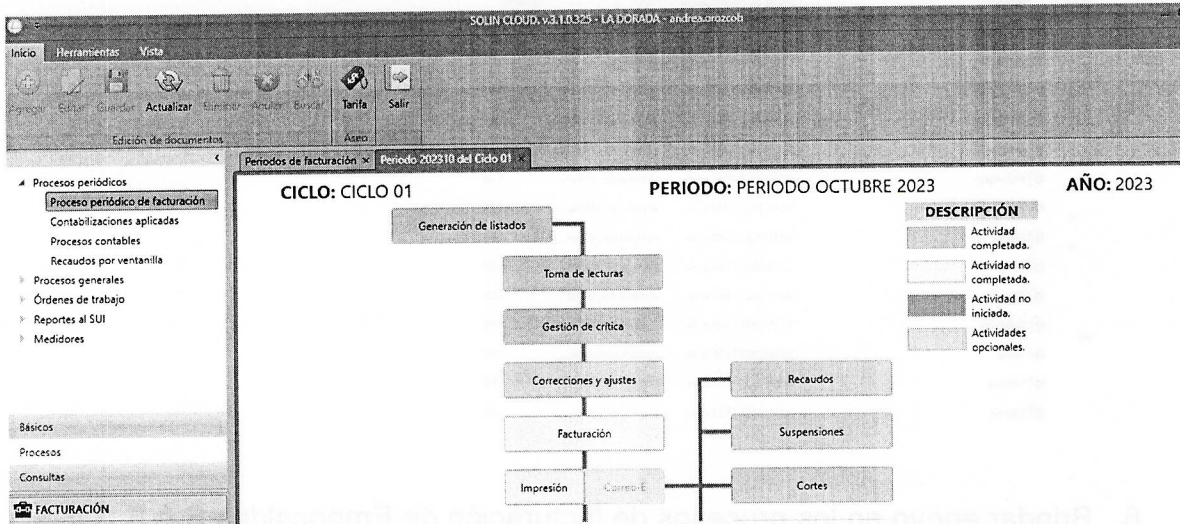 SOLIN CLOUD, v.3.1.0.325 - LA DORADA - andrea.orozcob
Inicio Herramientas Vista
Agregar Editar Guardar Actualizar Eliminar Anular Buscar Tarifa Salir
Edición de documentos Aseo
Periodos de facturación × Periodo 202310 del Ciclo 01 ×
Procesos periódicos
Proceso periódico de facturación
Contabilizaciones aplicadas
Procesos contables
Recaudos por ventanilla
Procesos generales
Órdenes de trabajo
Reportes al SUI
Medidores
Básicos
Procesos
Consultas
FACTURACIÓN
CICLO: CICLO 01 PERIODO: PERIODO OCTUBRE 2023 AÑO: 2023
Generación de listados
Toma de lecturas
Gestión de crítica
Correcciones y ajustes
Facturación
Impresión Correo-E
Recaudos
Suspensiones
Cortes
DESCRIPCIÓN
Actividad
completada.
Actividad no
completada.
Actividad no
iniciada.
Actividades
opcionales.